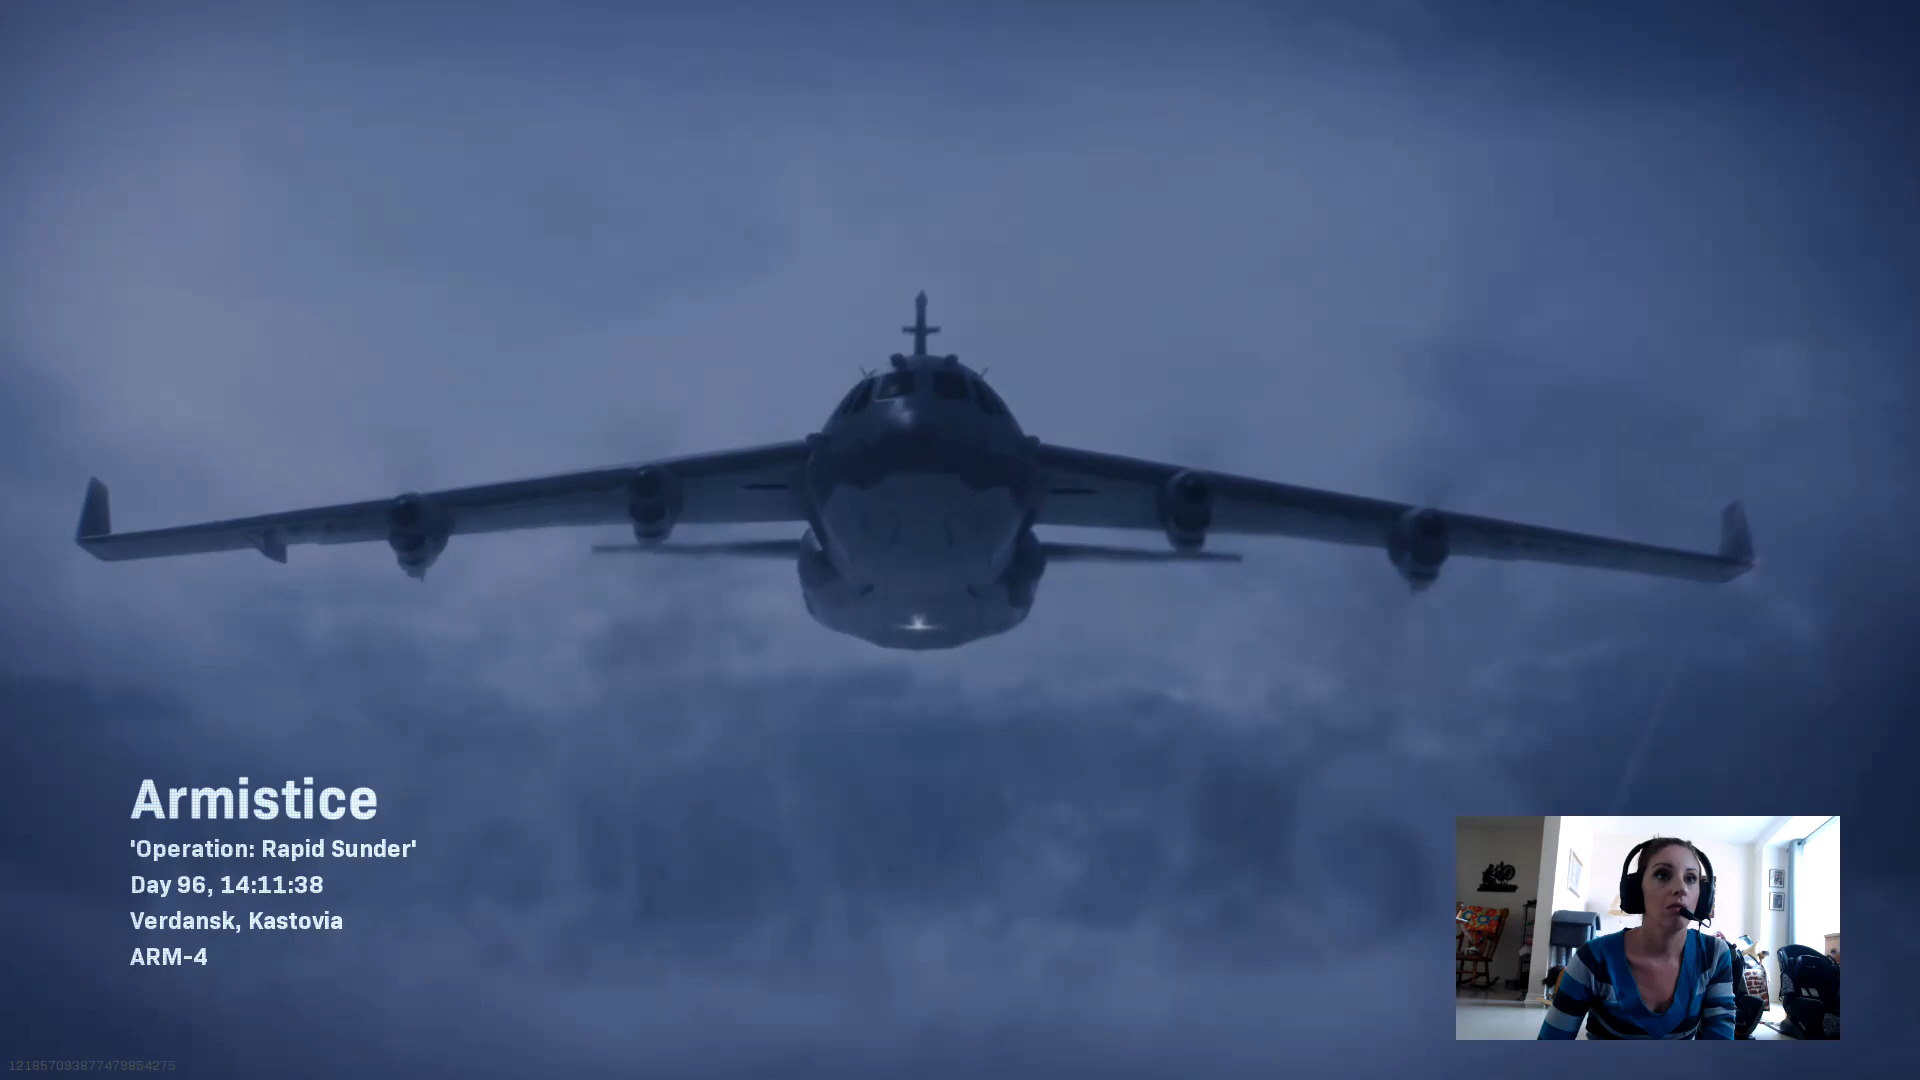 Armistice
'Operation: Rapid Sunder'
Day 96, 14:11:38
Verdansk, Kastovia
ARM-4